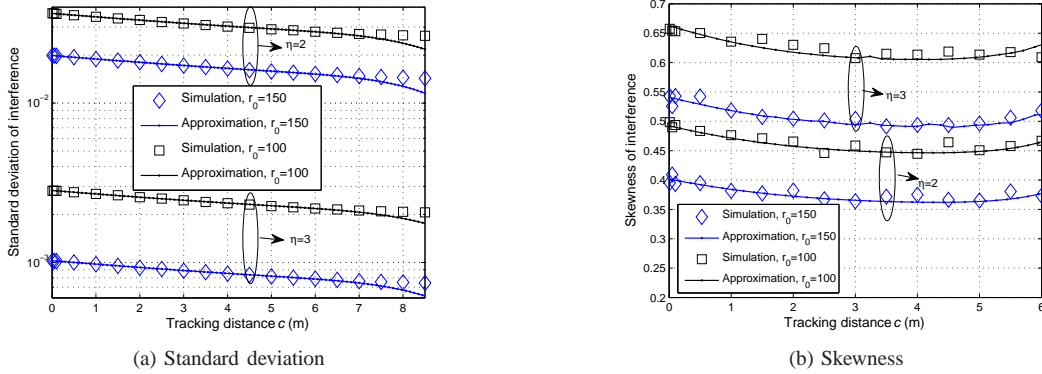 Standard deviation of interference
10⁻²
10⁻³
η=2
η=3
Simulation, r₀=150
Approximation, r₀=150
Simulation, r₀=100
Approximation, r₀=100
0 1 2 3 4 5 6 7 8
Tracking distance c (m)
(a) Standard deviation
Skewness of interference
0.7
0.65
0.6
0.55
0.5
0.45
0.4
0.35
0.3
0.25
0.2
η=3
η=2
Simulation, r₀=150
Approximation, r₀=150
Simulation, r₀=100
Approximation, r₀=100
0 1 2 3 4 5 6
Tracking distance c (m)
(b) Skewness